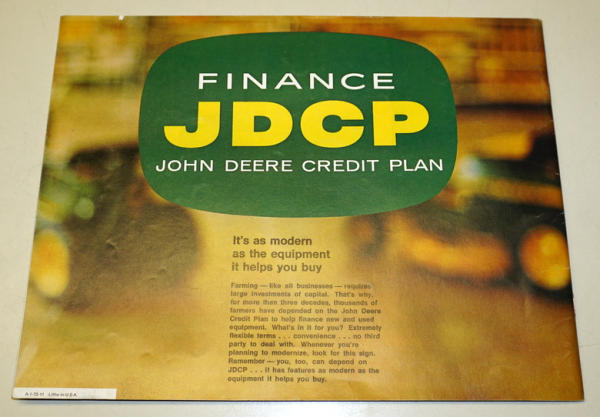 FINANCE
JDCP
JOHN DEERE CREDIT PLAN
It's as modern
as the equipment
it helps you buy
Farming — like all businesses — requires
large investments of capital. That's why,
for more than three decades, thousands of
farmers have depended on the John Deere
Credit Plan to help finance new and used
equipment. What's in it for you? Extremely
flexible terms . . . convenience . . . no third
party to deal with. Whenever you're
planning to modernize, look for this sign.
Remember — you, too, can depend on
JDCP . . . it has features as modern as the
equipment it helps you buy.
Litho in U.S.A.